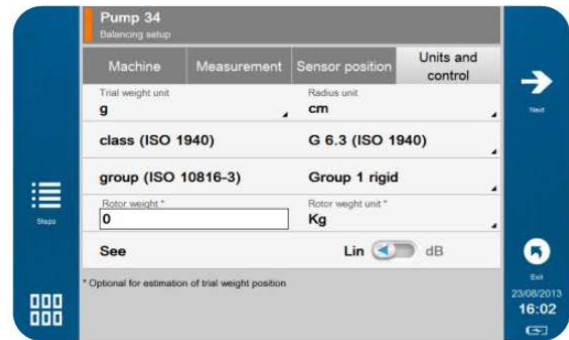 Pump 34
Balancing setup
Machine
Measurement
Sensor position
Units and
control
Trial weight unit
g
Radius unit
cm
class (ISO 1940)
G 6.3 (ISO 1940)
group (ISO 10816-3)
Group 1 rigid
Rotor weight *
0
Rotor weght unit *
Kg
See
Lin
dB
* Optional for estimation of trial weight position
Steps
Next
Exit
23/08/2013
16:02